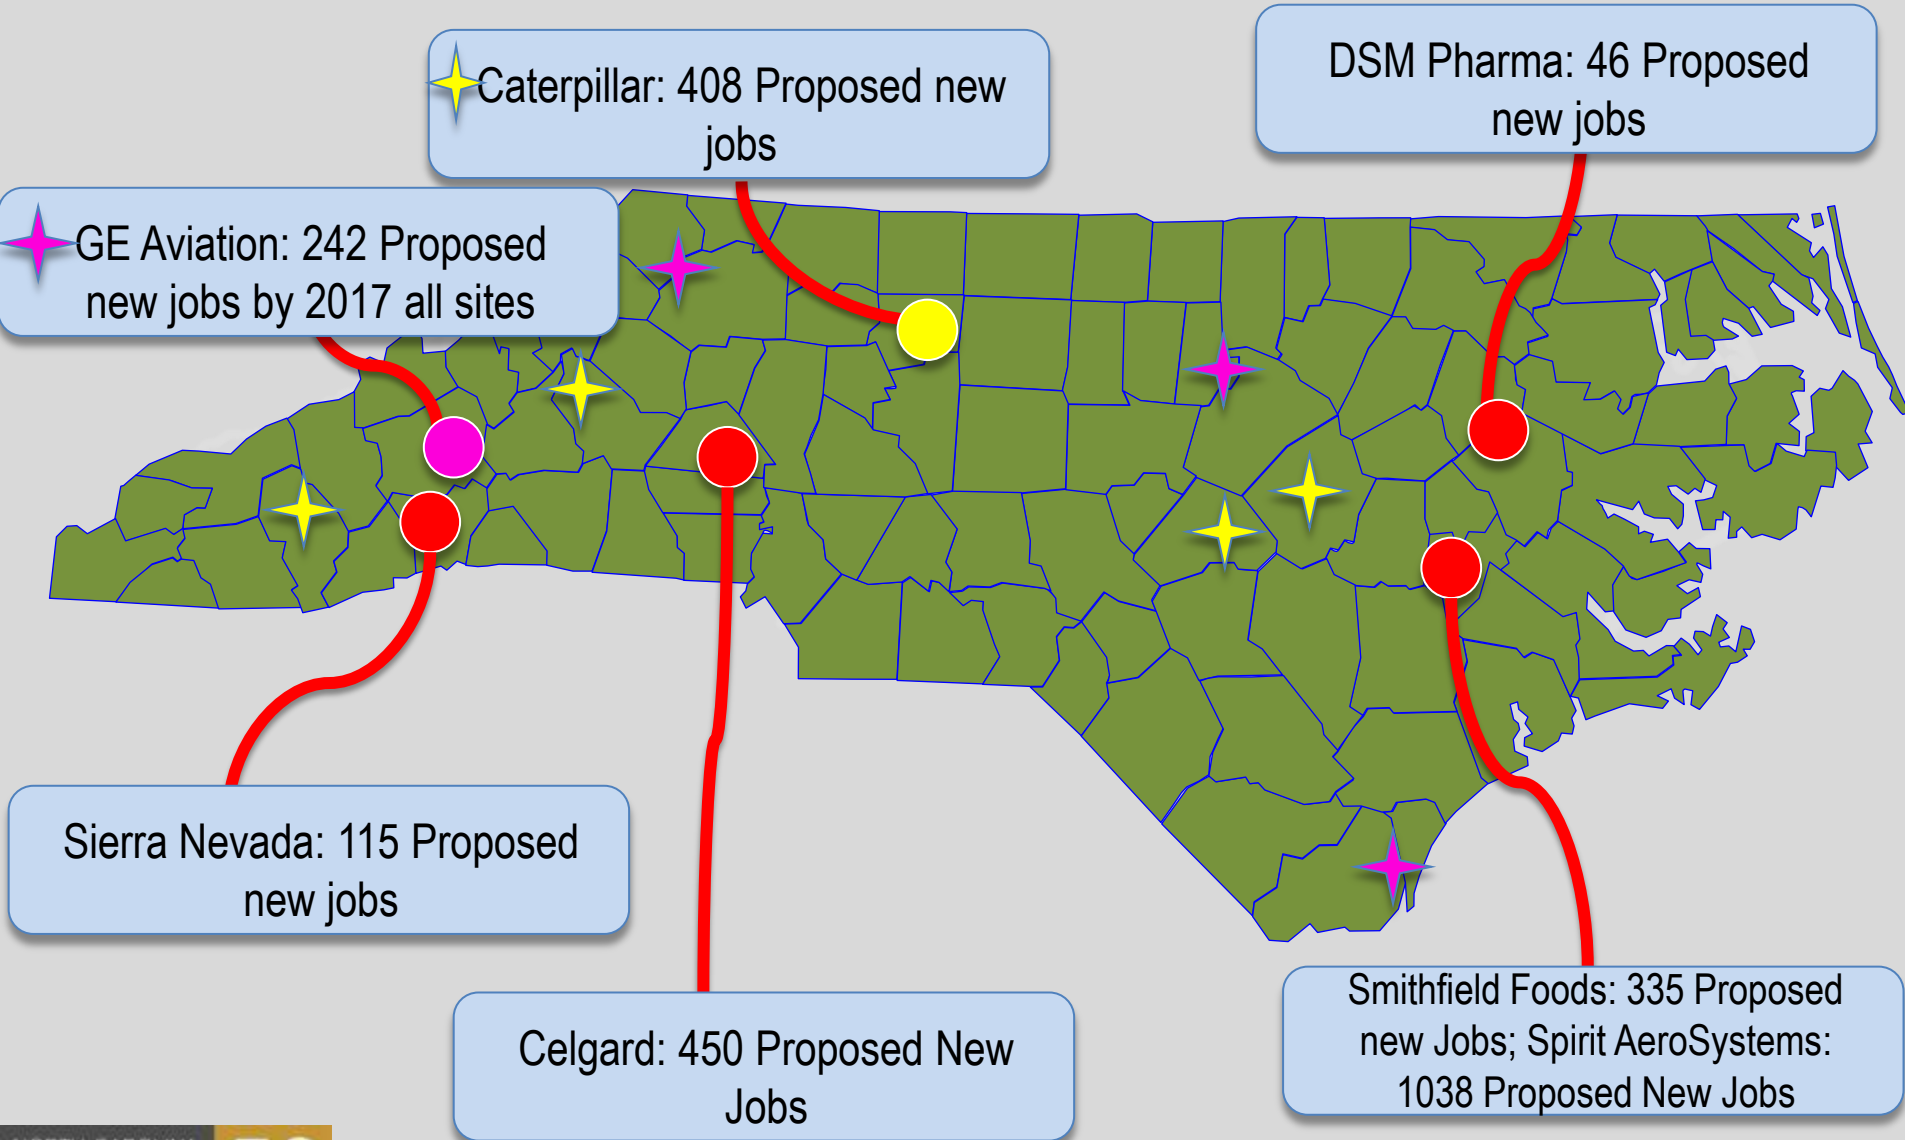 Caterpillar: 408 Proposed new
jobs
DSM Pharma: 46 Proposed
new jobs
GE Aviation: 242 Proposed
new jobs by 2017 all sites
Sierra Nevada: 115 Proposed
new jobs
Celgard: 450 Proposed New
Jobs
Smithfield Foods: 335 Proposed
new Jobs; Spirit AeroSystems:
1038 Proposed New Jobs